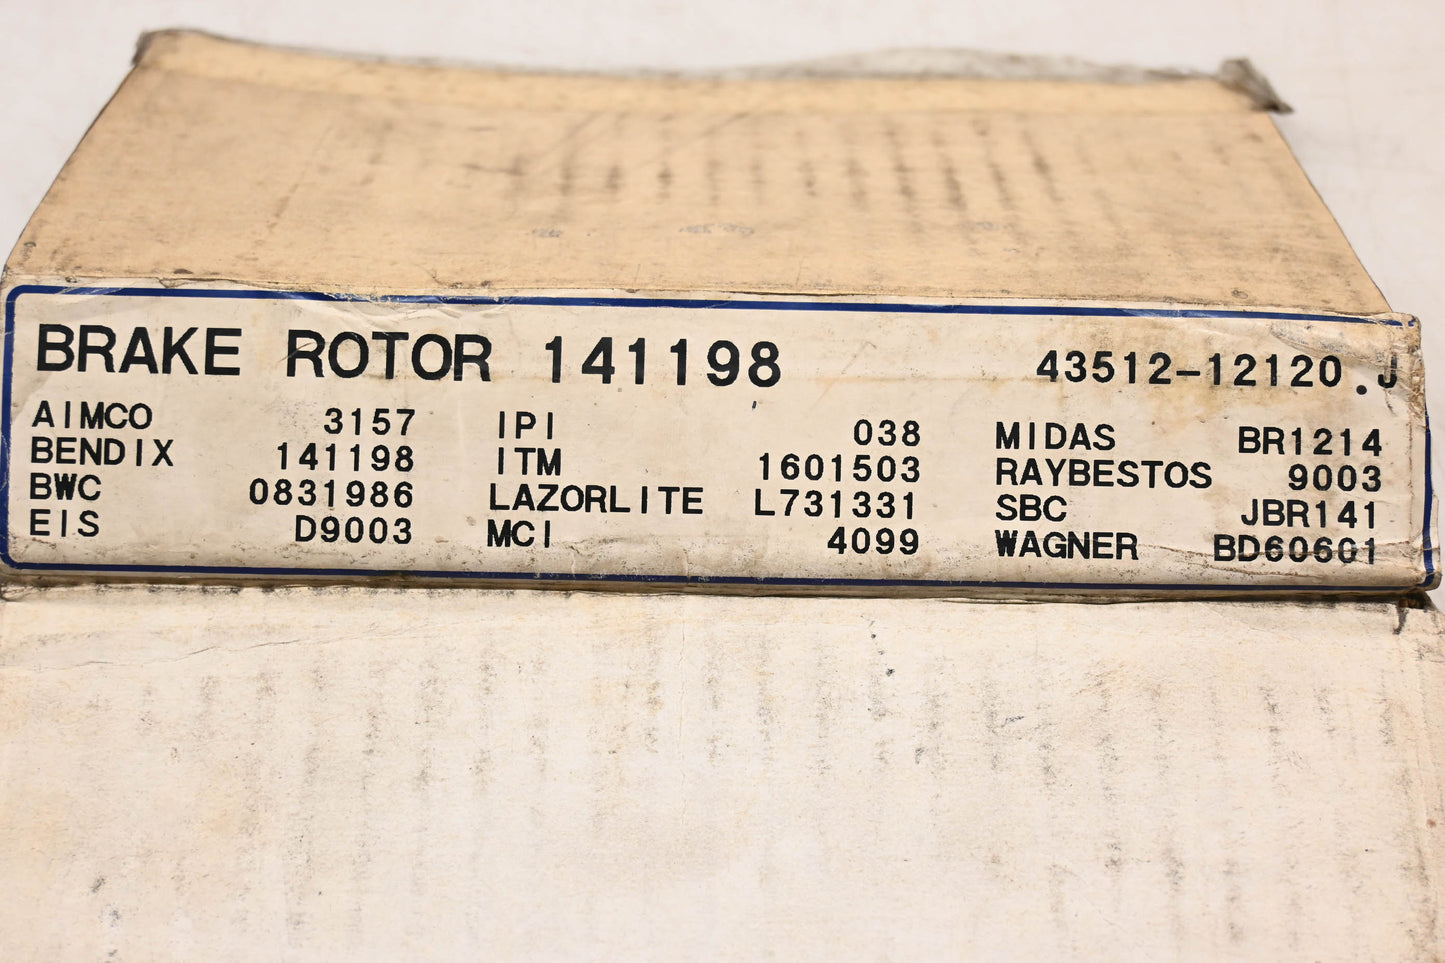 BRAKE ROTOR 141198 43512-12120.J
AIMCO 3157 IPI 038 MIDAS BR1214
BENDIX 141198 ITM 1601503 RAYBESTOS 9003
BWC 0831986 LAZORLITE L731331 SBC JBR141
EIS D9003 MCI 4099 WAGNER BD60601